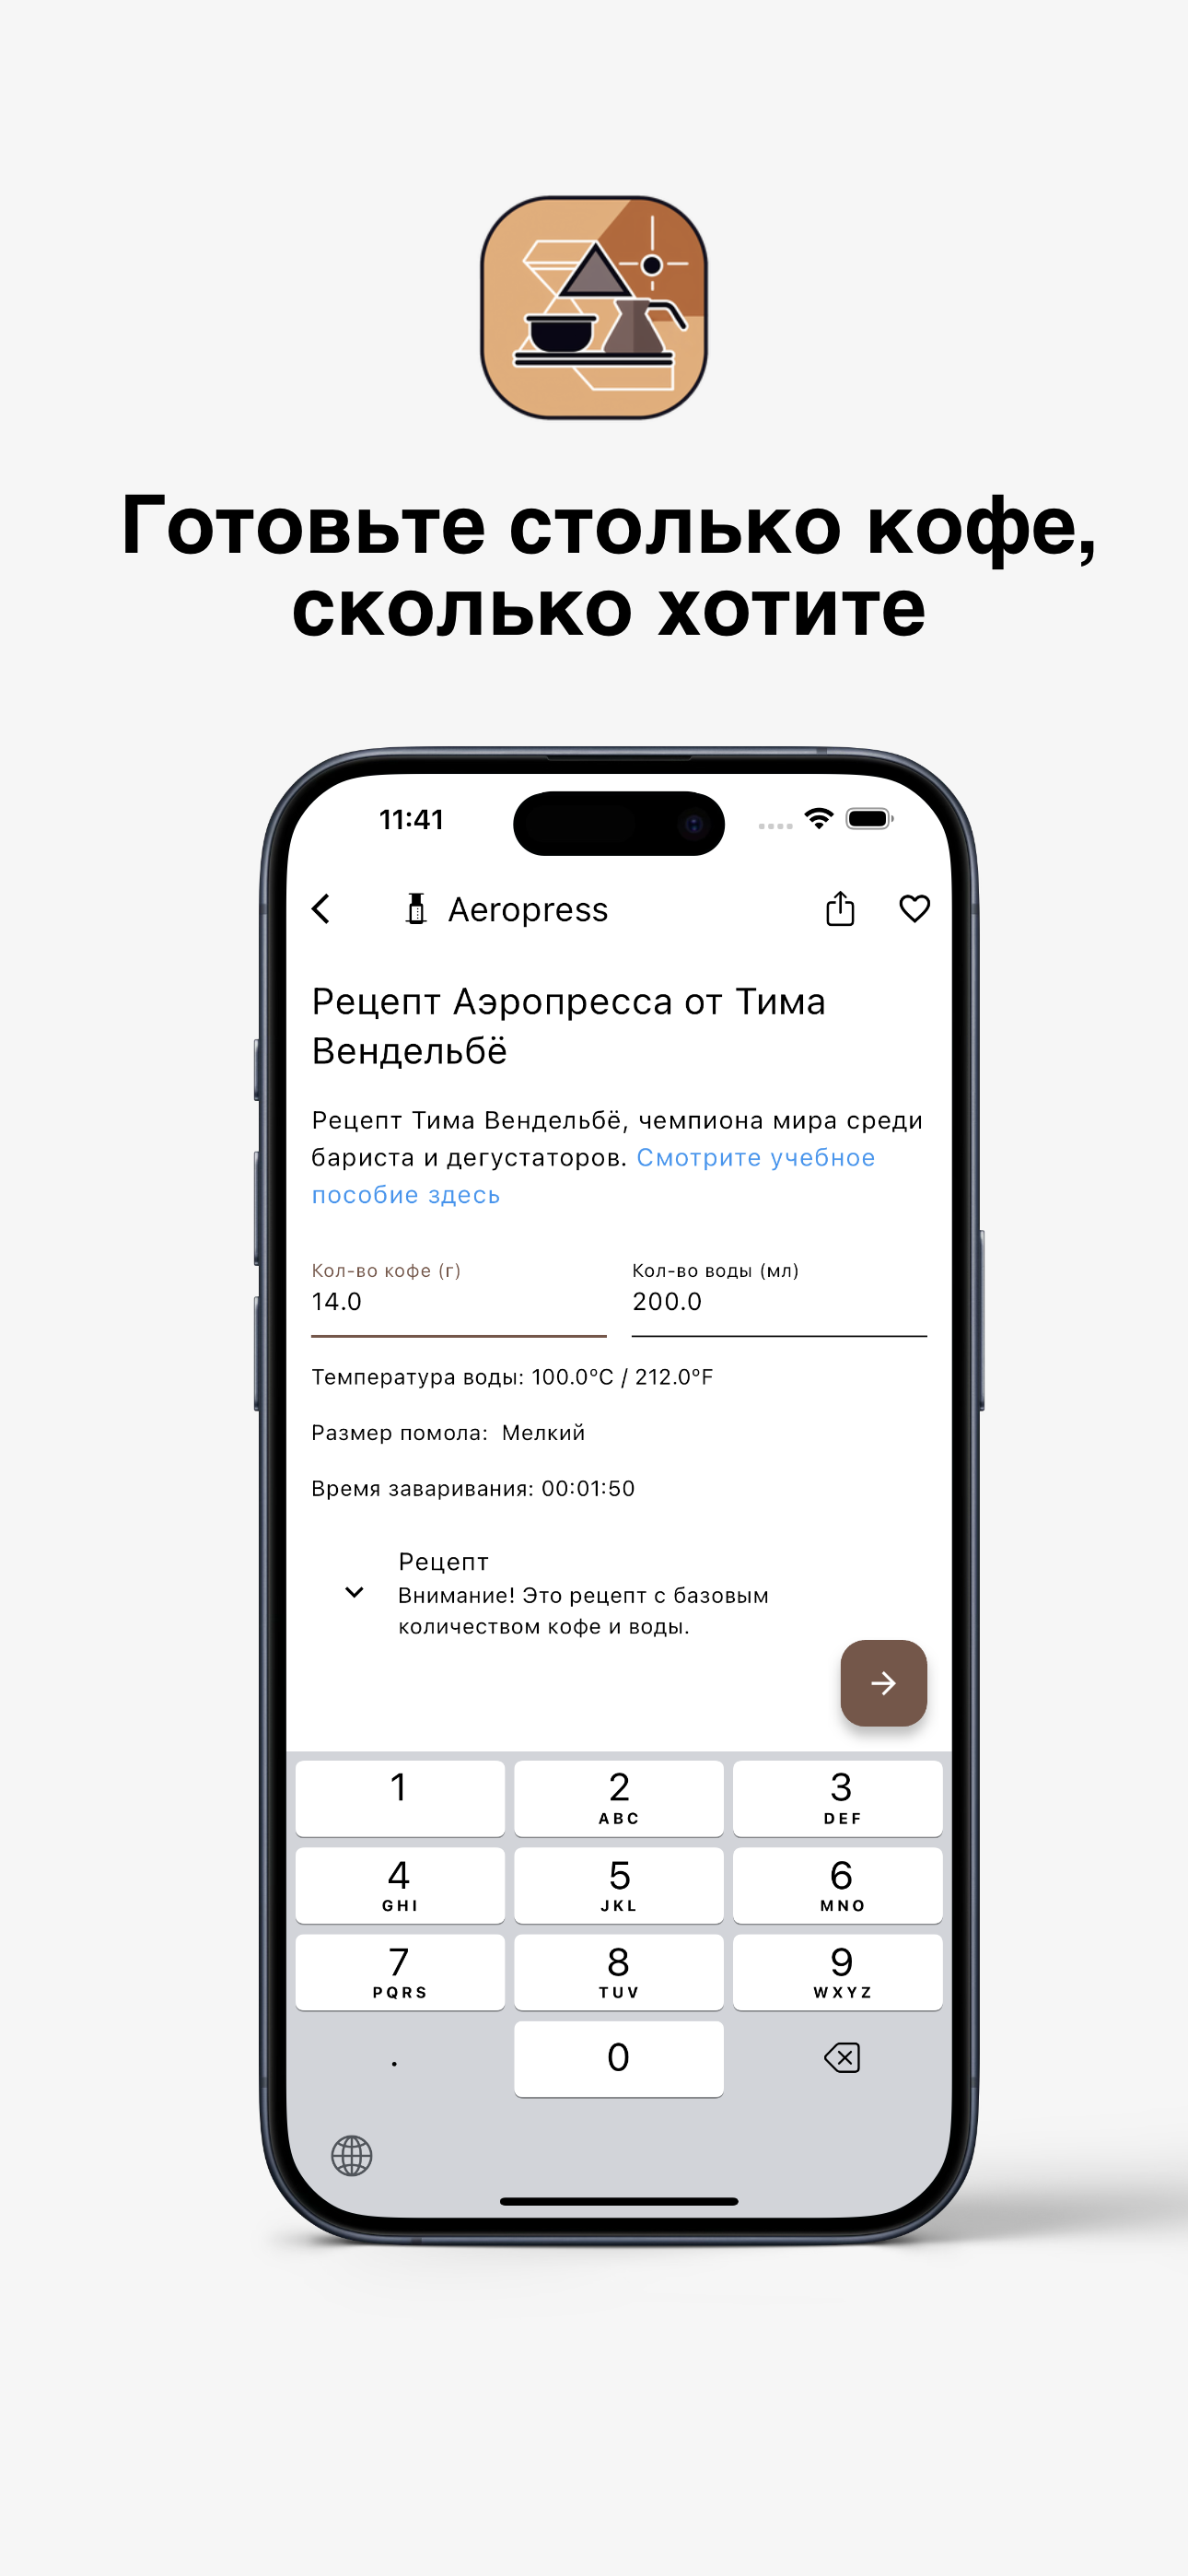 Готовьте столько кофе,
сколько хотите
11:41
Aeropress
Рецепт Аэропресса от Тима
Вендельбё
Рецепт Тима Вендельбё, чемпиона мира среди
бариста и дегустаторов. Смотрите учебное
пособие здесь
Кол-во кофе (г) Кол-во воды (мл)
14.0 200.0
Температура воды: 100.0ºC / 212.0ºF
Размер помола: Мелкий
Время заваривания: 00:01:50
Рецепт
Внимание! Это рецепт с базовым
количеством кофе и воды.
1 2 3
ABC DEF
4 5 6
GHI JKL MNO
7 8 9
PQRS TUV WXYZ
. 0